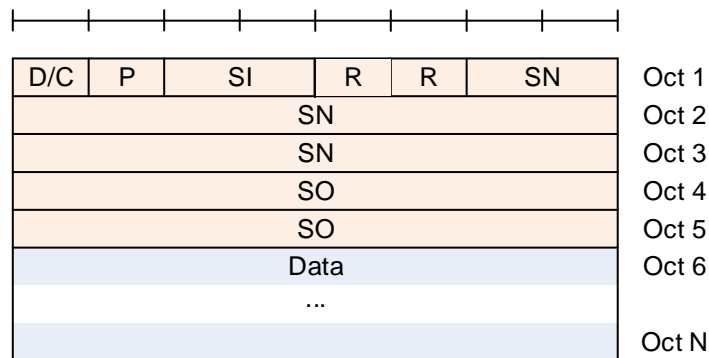 D/C P SI R R SN Oct 1
SN Oct 2
SN Oct 3
SO Oct 4
SO Oct 5
Data Oct 6
...
Oct N